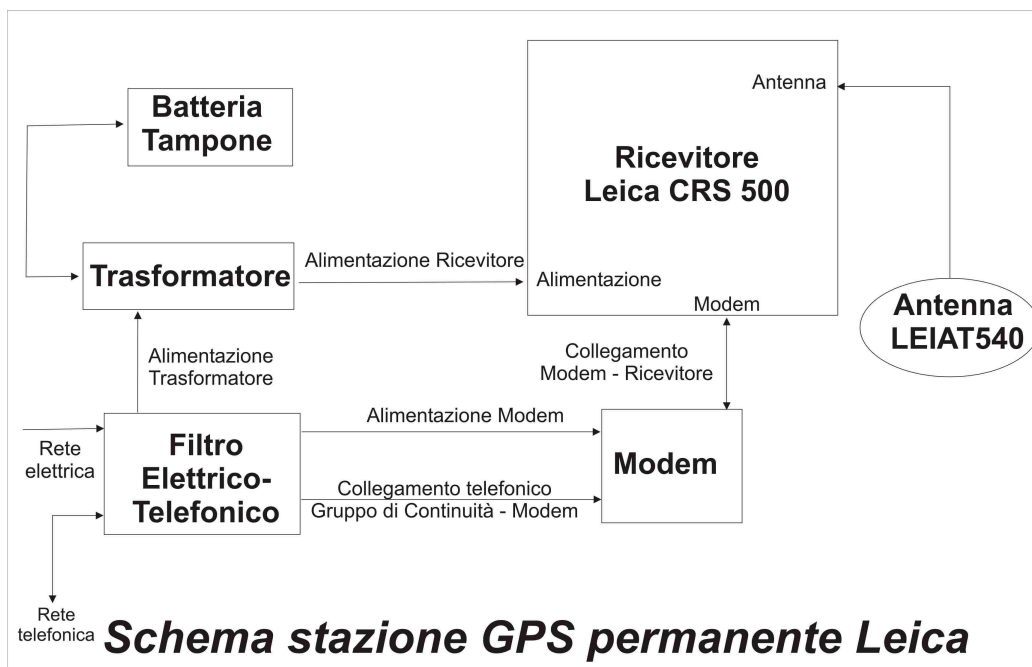 Batteria
Tampone
Antenna
Ricevitore
Leica CRS 500
Trasformatore
Alimentazione Ricevitore
Alimentazione
Modem
Antenna
LEIAT540
Alimentazione
Trasformatore
Collegamento
Modem - Ricevitore
Rete
elettrica
Filtro
Elettrico-
Telefonico
Alimentazione Modem
Collegamento telefonico
Gruppo di Continuità - Modem
Modem
Rete
telefonica
Schema stazione GPS permanente Leica